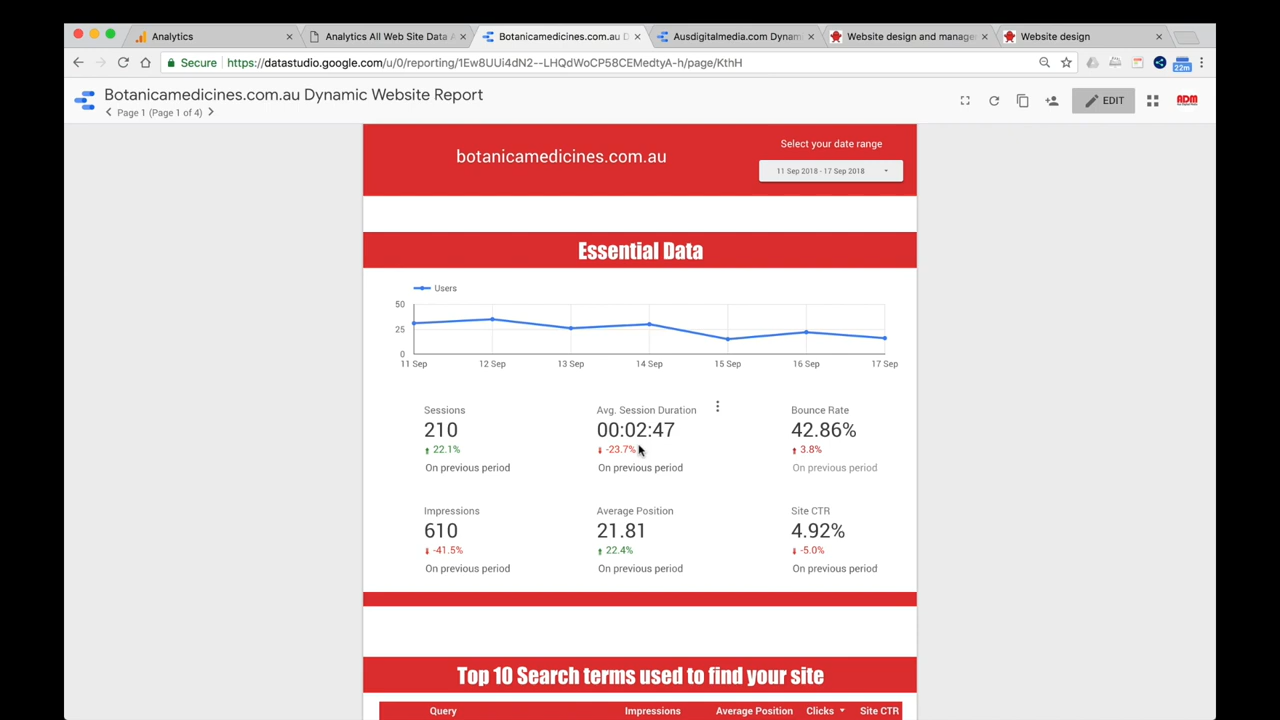 Analytics
Analytics All Web Site Data A
Botanicamedicines.com.au D
Ausdigitalmedia.com Dynam
Website design and manage
Website design
Secure
https://datastudio.google.com/u/0/reporting/1Ew8UUi4dN2--LHQdWoCP58CEMedtyA-h/page/KthH
22m
Botanicamedicines.com.au Dynamic Website Report
Page 1 (Page 1 of 4)
EDIT
ADM
botanicamedicines.com.au
Select your date range
11 Sep 2018 - 17 Sep 2018
Essential Data
Users
50
25
0
11 Sep 12 Sep 13 Sep 14 Sep 15 Sep 16 Sep 17 Sep
Sessions Avg. Session Duration Bounce Rate
210 00:02:47 42.86%
22.1% -23.7% 3.8%
On previous period On previous period On previous period
Impressions Average Position Site CTR
610 21.81 4.92%
-41.5% 22.4% -5.0%
On previous period On previous period On previous period
Top 10 Search terms used to find your site
Query Impressions Average Position Clicks Site CTR